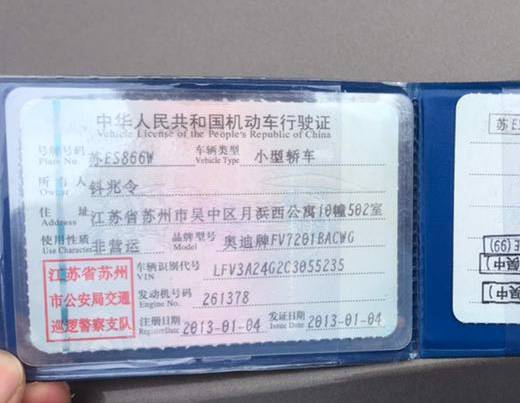 中华人民共和国机动车行驶证
Vehicle License of the People's Republic of China
号牌号码 苏ES866W 车辆类型 小型轿车
Plate No. Vehicle Type
所有人 钭兆令
Owner
住址 江苏省苏州市吴中区月浜西公寓10幢502室
Address
使用性质 非营运 品牌型号 奥迪牌FV7201BACWG
Use Character Model
江苏省苏州
市公安局交通
巡逻警察支队
车辆识别代号 LFV3A24G2C3055235
VIN
发动机号码 261378
Engine No.
注册日期 2013-01-04 发证日期 2013-01-04
Register Date Issue Date
苏E
E(99)